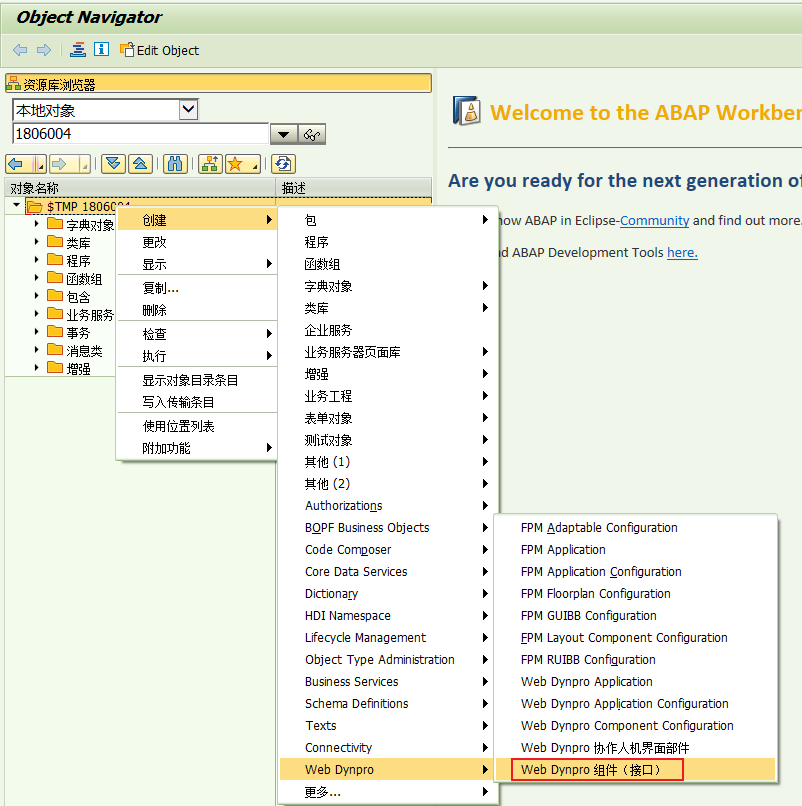 Object Navigator
Edit Object
资源库浏览器
本地对象
1806004
对象名称 描述
$TMP 1806004
字典对象
类库
程序
函数组
包含
业务服务
事务
消息类
增强
创建
更改
显示
复制...
删除
检查
执行
显示对象目录条目
写入传输条目
使用位置列表
附加功能
包
程序
函数组
字典对象
类库
企业服务
业务服务器页面库
增强
业务工程
表单对象
测试对象
其他 (1)
其他 (2)
Authorizations
BOPF Business Objects
Code Composer
Core Data Services
Dictionary
HDI Namespace
Lifecycle Management
Object Type Administration
Business Services
Schema Definitions
Texts
Connectivity
Web Dynpro
更多...
FPM Adaptable Configuration
FPM Application
FPM Application Configuration
FPM Floorplan Configuration
FPM GUIBB Configuration
FPM Layout Component Configuration
FPM RUIBB Configuration
Web Dynpro Application
Web Dynpro Application Configuration
Web Dynpro Component Configuration
Web Dynpro 协作人机界面部件
Web Dynpro 组件（接口）
Welcome to the ABAP Workben
Are you ready for the next generation of
now ABAP in Eclipse-Community and find out more.
d ABAP Development Tools here.